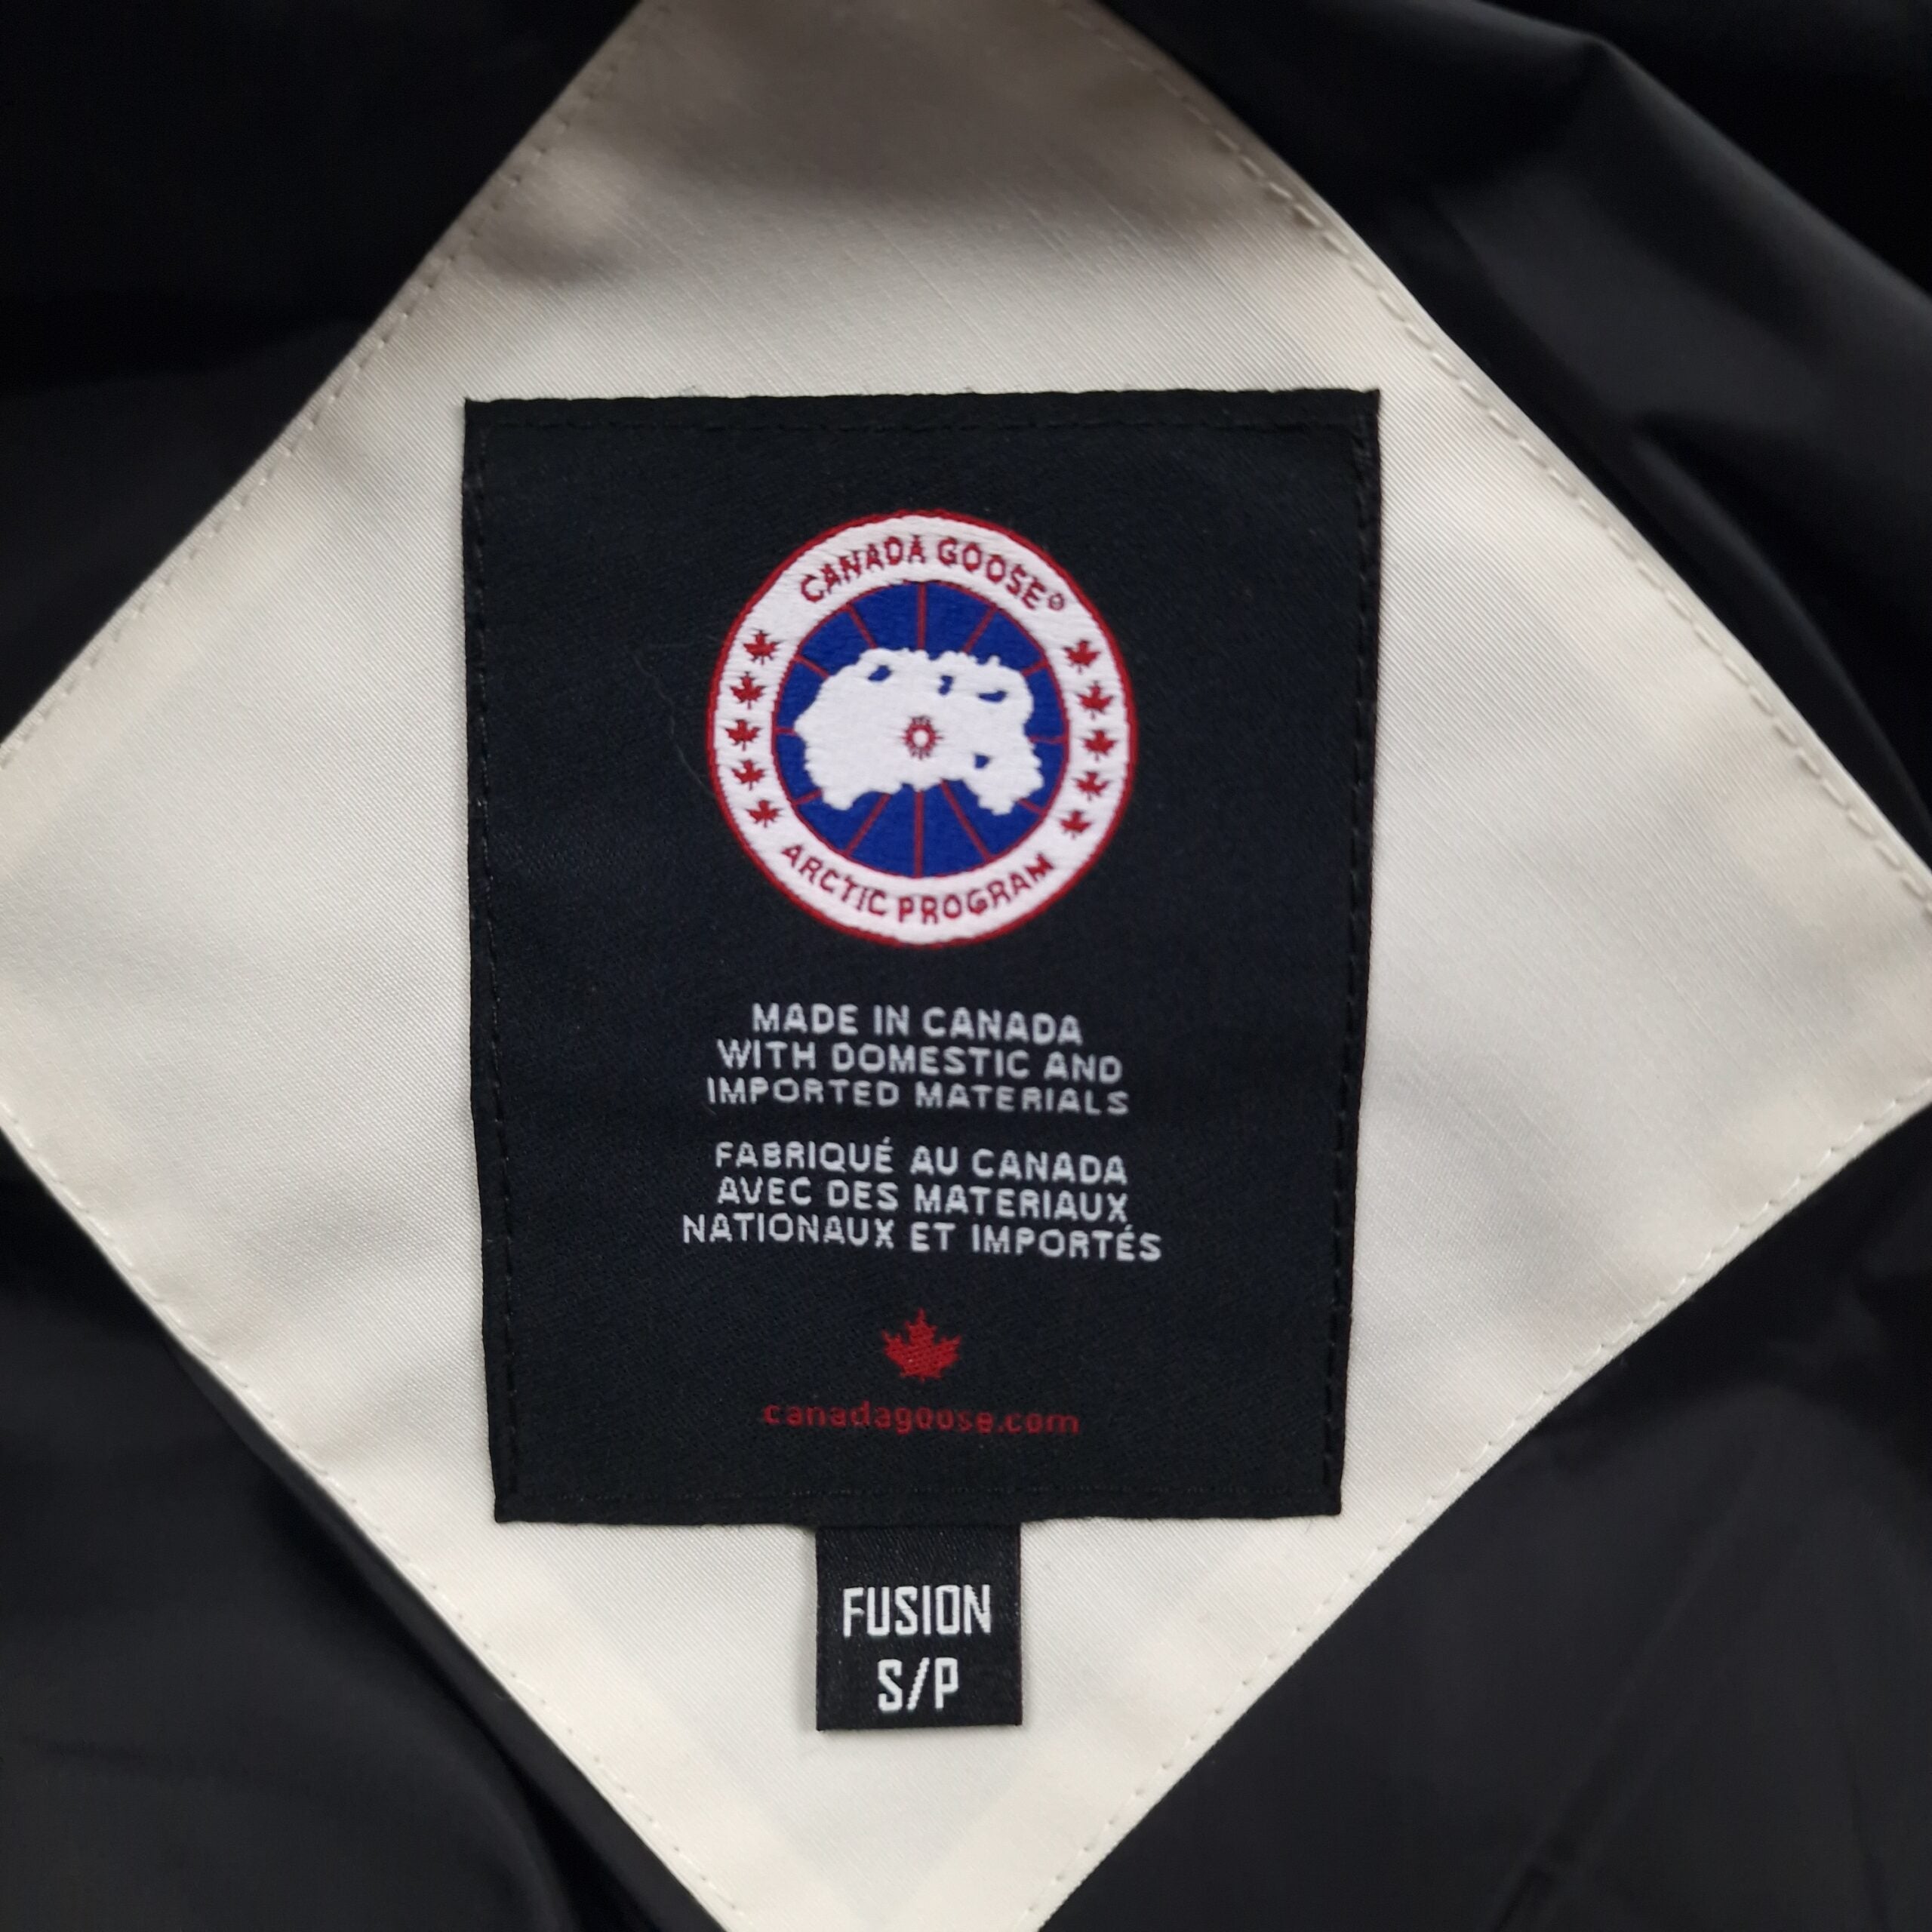 CANADA GOOSE®
ARCTIC PROGRAM
MADE IN CANADA
WITH DOMESTIC AND
IMPORTED MATERIALS
FABRIQUÉ AU CANADA
AVEC DES MATERIAUX
NATIONAUX ET IMPORTÉS
canadagoose.com
FUSION
S/P